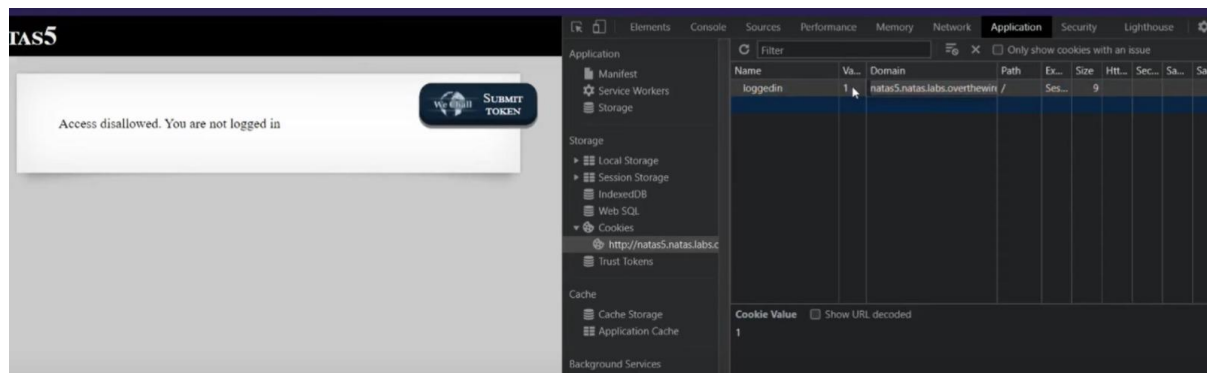 TAS5
Access disallowed. You are not logged in
We Chall
SUBMIT
TOKEN
Elements Console Sources Performance Memory Network Application Security Lighthouse
Application
Manifest
Service Workers
Storage
Storage
Local Storage
Session Storage
IndexedDB
Web SQL
Cookies
http://natas5.natas.labs.c
Trust Tokens
Cache
Cache Storage
Application Cache
Background Services
Filter
Only show cookies with an issue
Name Va... Domain Path Ex... Size Htt... Sec... Sa... Sa
loggedin 1 natas5.natas.labs.overthewin / Ses... 9
Cookie Value Show URL decoded
1